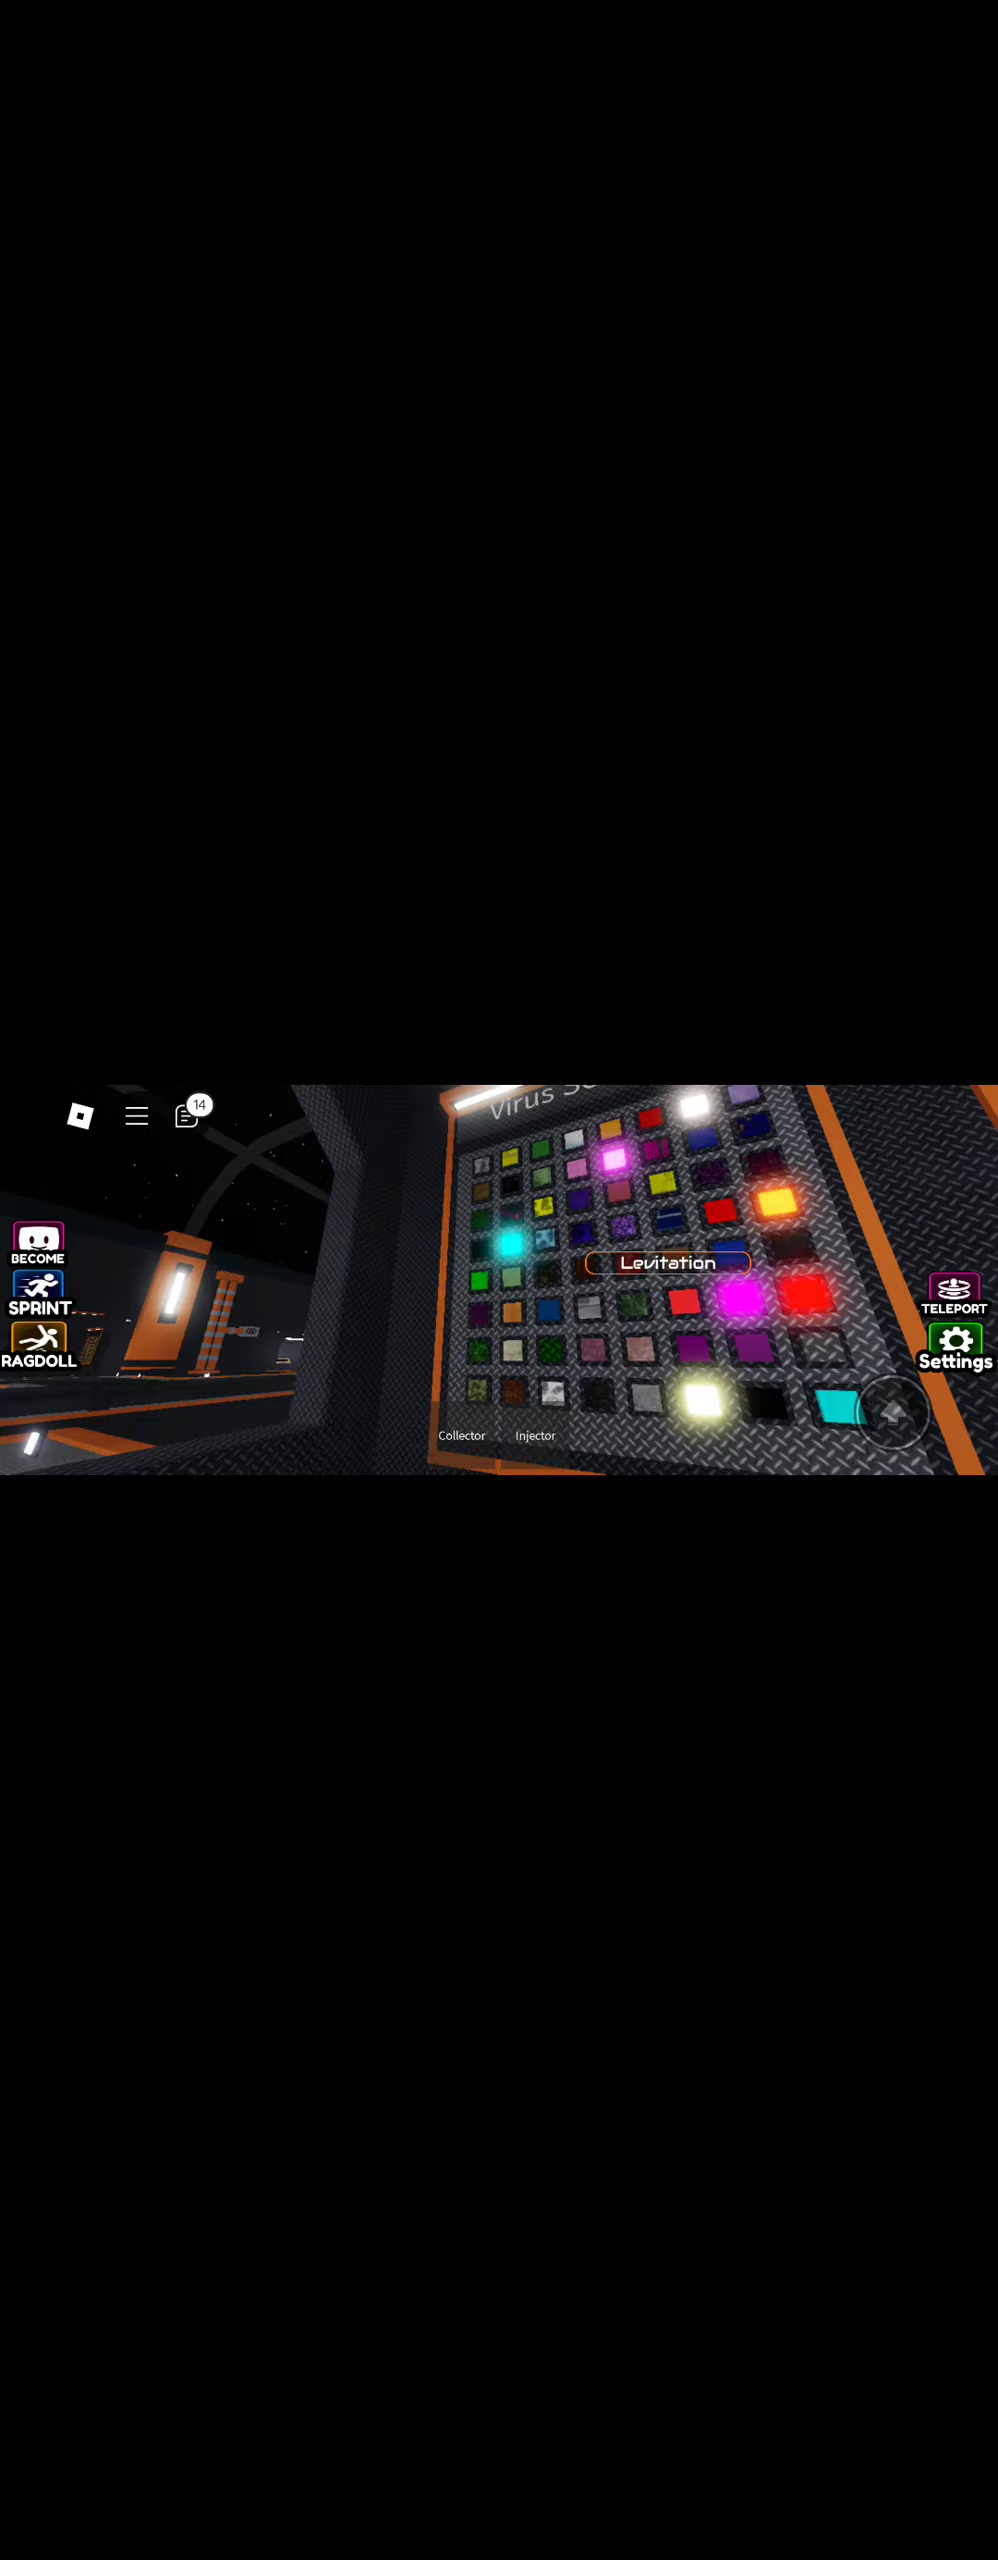 14
Virus
BECOME
SPRINT
RAGDOLL
Levitation
TELEPORT
Settings
Collector
Injector